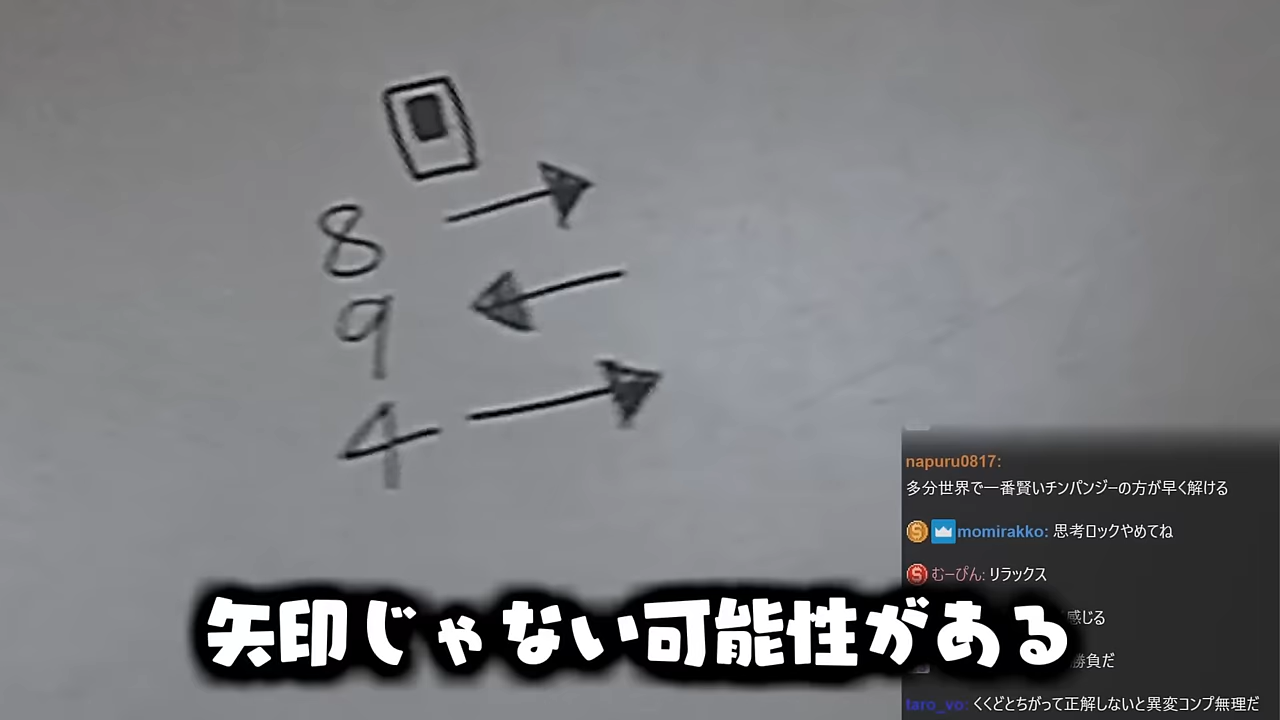 8
9
4
napuru0817:
多分世界で一番賢いチンパンジーの方が早く解ける
momirakko: 思考ロックやめてね
むーぴん: リラックス
感じる
勝負だ
taro_vo: くくどとちがって正解しないと異変コンプ無理だ
矢印じゃない可能性がある